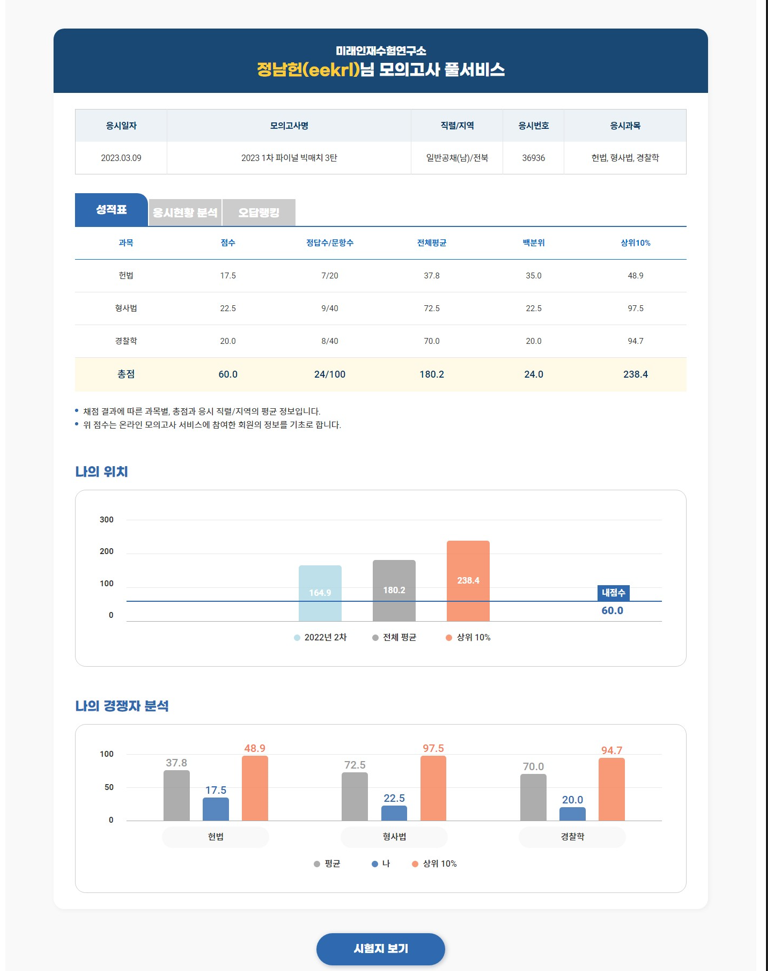 미래인재수험연구소
정남헌(eekrl)님 모의고사 풀서비스
응시일자 모의고사명 직렬/지역 응시번호 응시과목
2023.03.09 2023 1차 파이널 빅매치 3탄 일반공채(남)/전북 36936 헌법, 형사법, 경찰학
성적표 응시현황 분석 오답랭킹
과목 점수 정답수/문항수 전체평균 백분위 상위10%
헌법 17.5 7/20 37.8 35.0 48.9
형사법 22.5 9/40 72.5 22.5 97.5
경찰학 20.0 8/40 70.0 20.0 94.7
총점 60.0 24/100 180.2 24.0 238.4
채점 결과에 따른 과목별, 총점과 응시 직렬/지역의 평균 정보입니다.
위 점수는 온라인 모의고사 서비스에 참여한 회원의 정보를 기초로 합니다.
나의 위치
300
200
100
0
164.9 180.2 238.4
내점수
60.0
2022년 2차 전체 평균 상위 10%
나의 경쟁자 분석
100
50
0
37.8 17.5 48.9
72.5 22.5 97.5
70.0 20.0 94.7
헌법 형사법 경찰학
평균 나 상위 10%
시험지 보기